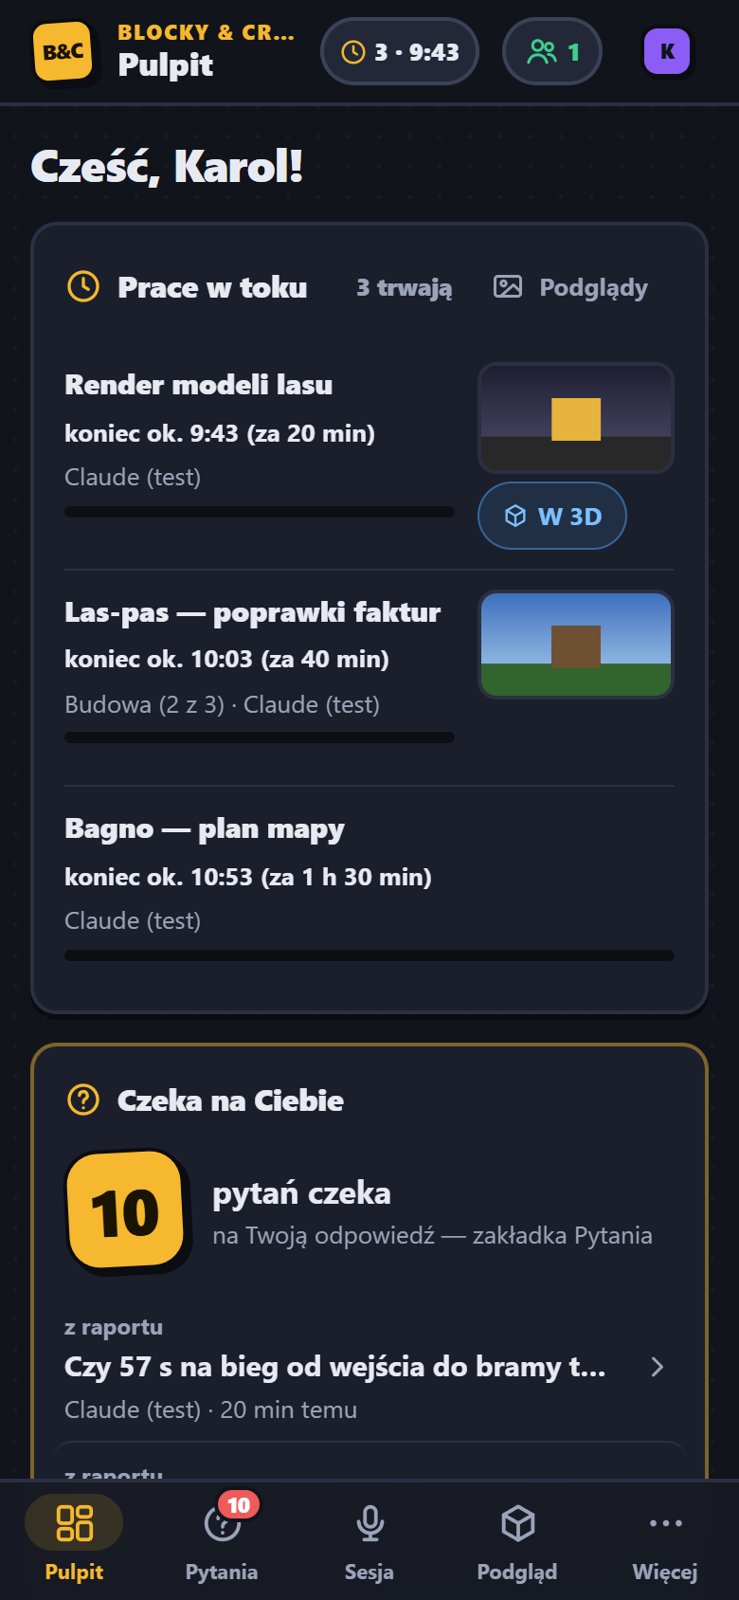 B&C
BLOCKY & CR...
Pulpit
3 · 9:43
1
K
Cześć, Karol!
Prace w toku
3 trwają
Podglądy
Render modeli lasu
koniec ok. 9:43 (za 20 min)
Claude (test)
W 3D
Las-pas — poprawki faktur
koniec ok. 10:03 (za 40 min)
Budowa (2 z 3) · Claude (test)
Bagno — plan mapy
koniec ok. 10:53 (za 1 h 30 min)
Claude (test)
Czeka na Ciebie
10
pytań czeka
na Twoją odpowiedź — zakładka Pytania
z raportu
Czy 57 s na bieg od wejścia do bramy t...
Claude (test) · 20 min temu
z raportu
10
Pulpit
Pytania
Sesja
Podgląd
Więcej